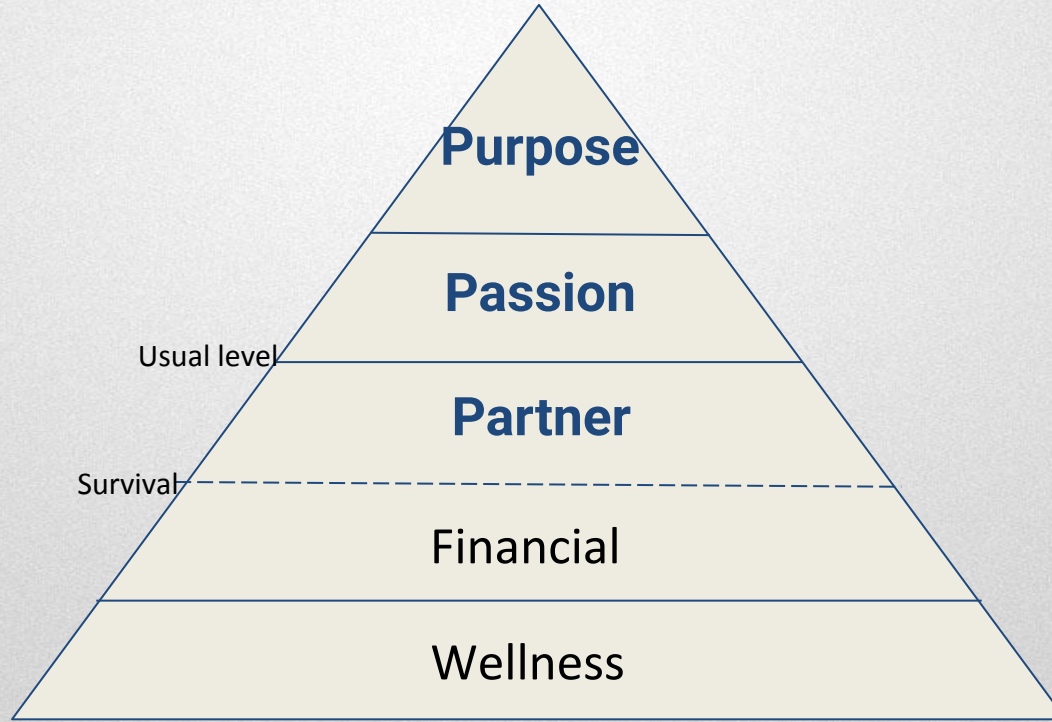 Purpose
Passion
Usual level
Partner
Survival
Financial
Wellness